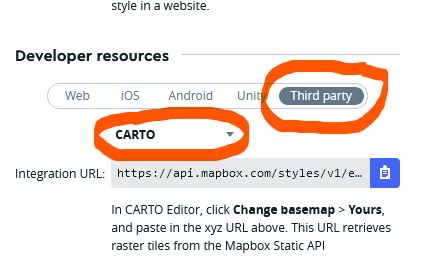 style in a website.
Developer resources
Web iOS Android Unity Third party
CARTO
Integration URL: https://api.mapbox.com/styles/v1/e…
In CARTO Editor, click Change basemap > Yours,
and paste in the xyz URL above. This URL retrieves
raster tiles from the Mapbox Static API